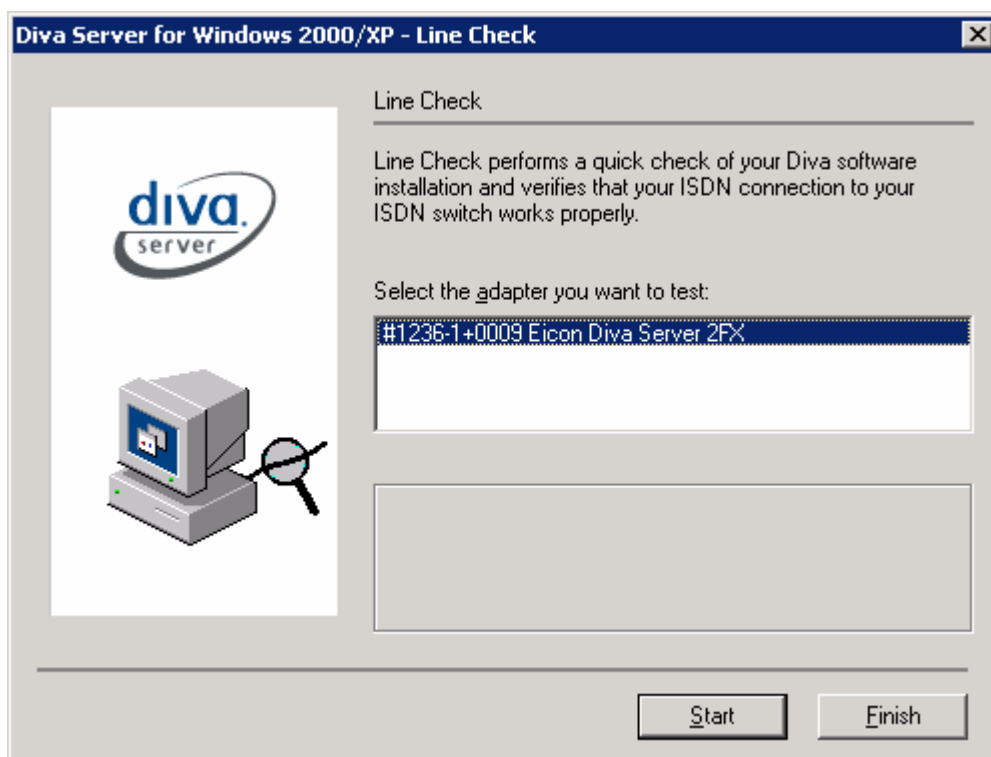 Diva Server for Windows 2000/XP - Line Check
diva.
server
Line Check
Line Check performs a quick check of your Diva software
installation and verifies that your ISDN connection to your
ISDN switch works properly.
Select the adapter you want to test:
#1236-1+0009 Eicon Diva Server 2FX
Start
Finish